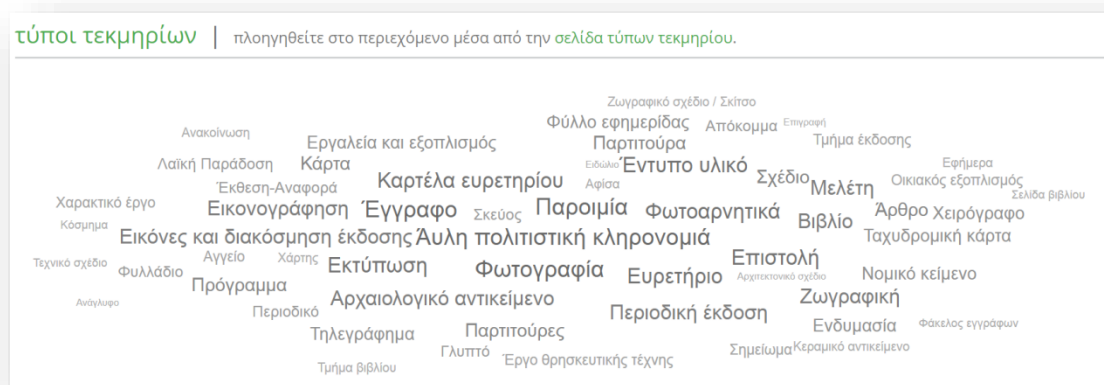 τύποι τεκμηρίων | πλοηγηθείτε στο περιεχόμενο μέσα από την σελίδα τύπων τεκμηρίου.
Ζωγραφικό σχέδιο / Σκίτσο
Φύλλο εφημερίδας Απόκομμα Επιγραφή
Ανακοίνωση Εργαλεία και εξοπλισμός Παρτιτούρα Τμήμα έκδοσης
Λαϊκή Παράδοση Κάρτα Ειδώλιο Έντυπο υλικό Εφήμερα
Έκθεση-Αναφορά Καρτέλα ευρετηρίου Αφίσα Σχέδιο Μελέτη Οικιακός εξοπλισμός
Χαρακτικό έργο Εικονογράφηση Έγγραφο Σκεύος Παροιμία Φωτοαρνητικά Βιβλίο Άρθρο Χειρόγραφο Σελίδα βιβλίου
Κόσμημα Εικόνες και διακόσμηση έκδοσης Άυλη πολιτιστική κληρονομιά Ταχυδρομική κάρτα
Τεχνικό σχέδιο Φυλλάδιο Αγγείο Χάρτης Εκτύπωση Φωτογραφία Ευρετήριο Επιστολή Αρχιτεκτονικό σχέδιο Νομικό κείμενο
Ανάγλυφο Πρόγραμμα Αρχαιολογικό αντικείμενο Ζωγραφική
Περιοδικό Περιοδική έκδοση
Τηλεγράφημα Παρτιτούρες Ενδυμασία Φάκελος εγγράφων
Γλυπτό Έργο θρησκευτικής τέχνης Σημείωμα Κεραμικό αντικείμενο
Τμήμα βιβλίου